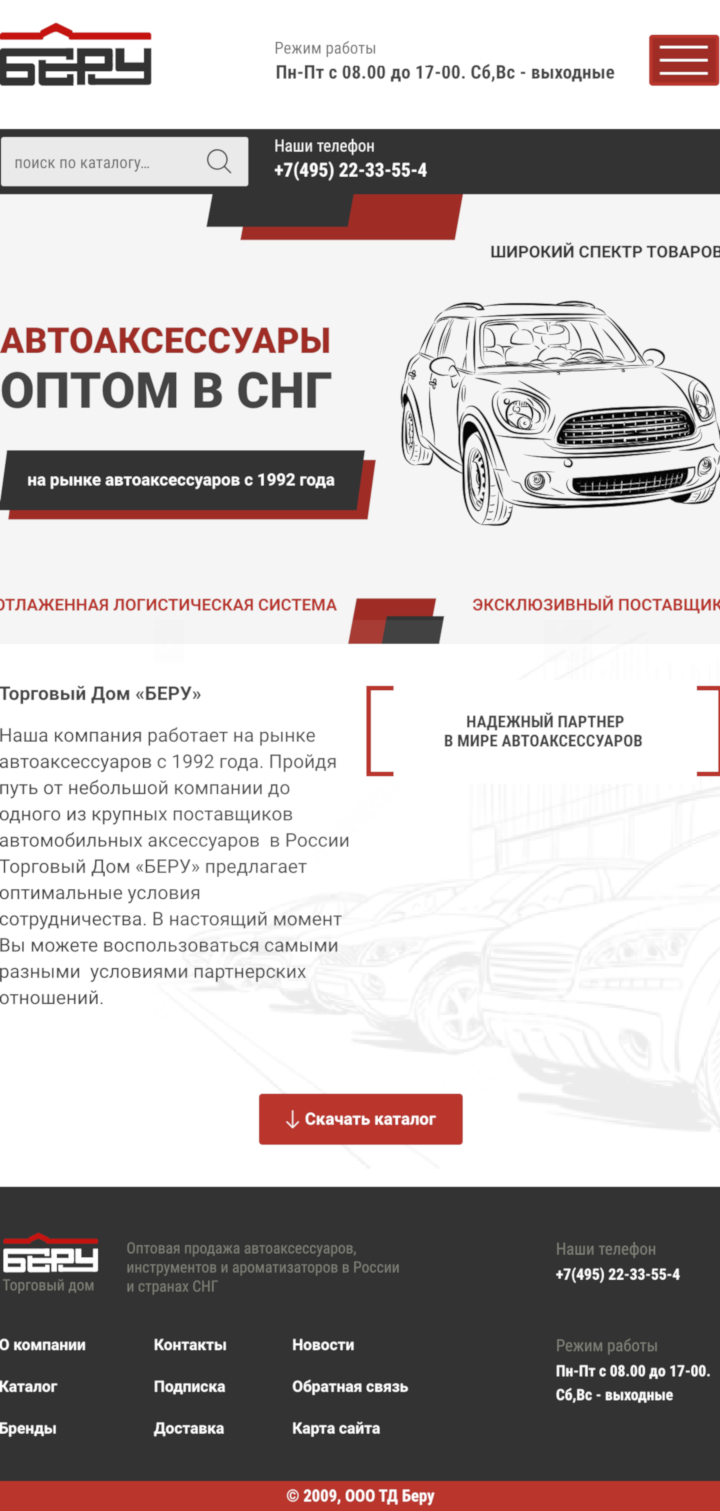 БЕРУ
Режим работы
Пн-Пт с 08.00 до 17-00. Сб,Вс - выходные
поиск по каталогу...
Наши телефон
+7(495) 22-33-55-4
ШИРОКИЙ СПЕКТР ТОВАРОВ
АВТОАКСЕССУАРЫ
ОПТОМ В СНГ
на рынке автоаксессуаров с 1992 года
ОТЛАЖЕННАЯ ЛОГИСТИЧЕСКАЯ СИСТЕМА
ЭКСКЛЮЗИВНЫЙ ПОСТАВЩИК
Торговый Дом «БЕРУ»
Наша компания работает на рынке
автоаксессуаров с 1992 года. Пройдя
путь от небольшой компании до
одного из крупных поставщиков
автомобильных аксессуаров  в России
Торговый Дом «БЕРУ» предлагает
оптимальные условия
сотрудничества. В настоящий момент
Вы можете воспользоваться самыми
разными  условиями партнерских
отношений.
НАДЕЖНЫЙ ПАРТНЕР
В МИРЕ АВТОАКСЕССУАРОВ
Скачать каталог
БЕРУ
Торговый дом
Оптовая продажа автоаксессуаров,
инструментов и ароматизаторов в России
и странах СНГ
Наши телефон
+7(495) 22-33-55-4
О компании
Контакты
Новости
Каталог
Подписка
Обратная связь
Бренды
Доставка
Карта сайта
Режим работы
Пн-Пт с 08.00 до 17-00.
Сб,Вс - выходные
© 2009, ООО ТД Беру